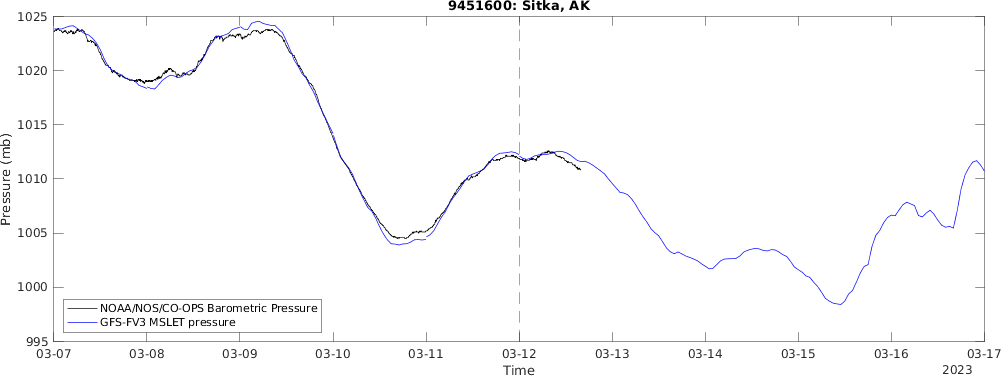 9451600: Sitka, AK
1025
1020
1015
1010
1005
1000
995
Pressure (mb)
NOAA/NOS/CO-OPS Barometric Pressure
GFS-FV3 MSLET pressure
03-07 03-08 03-09 03-10 03-11 03-12 03-13 03-14 03-15 03-16 03-17
Time
2023